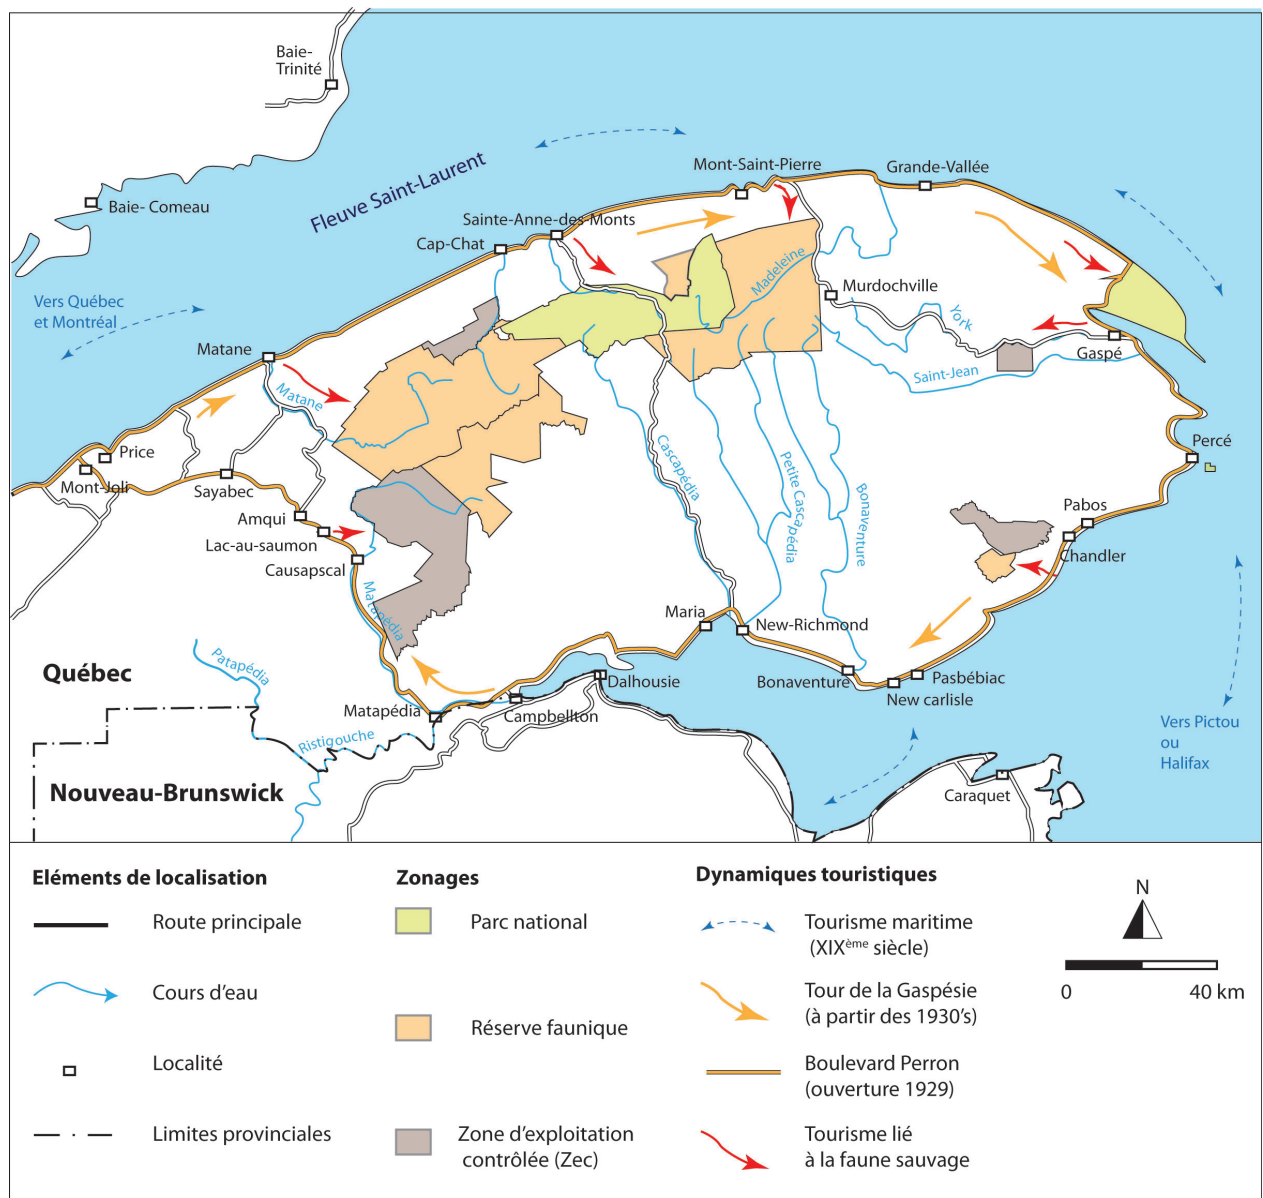 Baie-
Trinité
Baie- Comeau
Fleuve Saint-Laurent
Mont-Saint-Pierre
Grande-Vallée
Sainte-Anne-des-Monts
Cap-Chat
Madeleine
Murdochville
Vers Québec
et Montréal
York
Matane
Gaspé
Saint-Jean
Matane
Price
Mont-Joli
Sayabec
Percé
Cascapédia
Petite Cascapédia
Bonaventure
Amqui
Lac-au-saumon
Causapscal
Pabos
Chandler
Matapédia
Maria
New-Richmond
Patapédia
Québec
Dalhousie
Bonaventure
Pasbébiac
New carlisle
Matapédia
Campbellton
Ristigouche
Vers Pictou
ou
Halifax
Nouveau-Brunswick
Caraquet
Eléments de localisation
Route principale
Cours d'eau
Localité
Limites provinciales
Zonages
Parc national
Réserve faunique
Zone d'exploitation
contrôlée (Zec)
Dynamiques touristiques
Tourisme maritime
(XIXème siècle)
Tour de la Gaspésie
(à partir des 1930's)
Boulevard Perron
(ouverture 1929)
Tourisme lié
à la faune sauvage
N
0 40 km